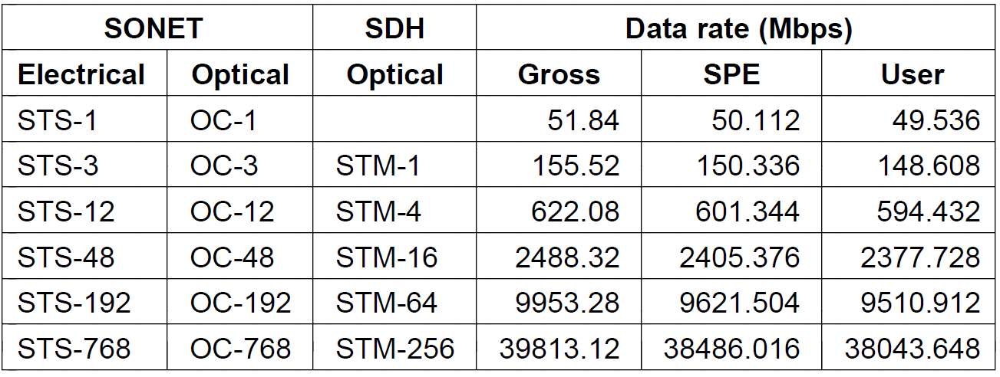 SONET SDH Data rate (Mbps)
Electrical Optical Optical Gross SPE User
STS-1 OC-1 51.84 50.112 49.536
STS-3 OC-3 STM-1 155.52 150.336 148.608
STS-12 OC-12 STM-4 622.08 601.344 594.432
STS-48 OC-48 STM-16 2488.32 2405.376 2377.728
STS-192 OC-192 STM-64 9953.28 9621.504 9510.912
STS-768 OC-768 STM-256 39813.12 38486.016 38043.648